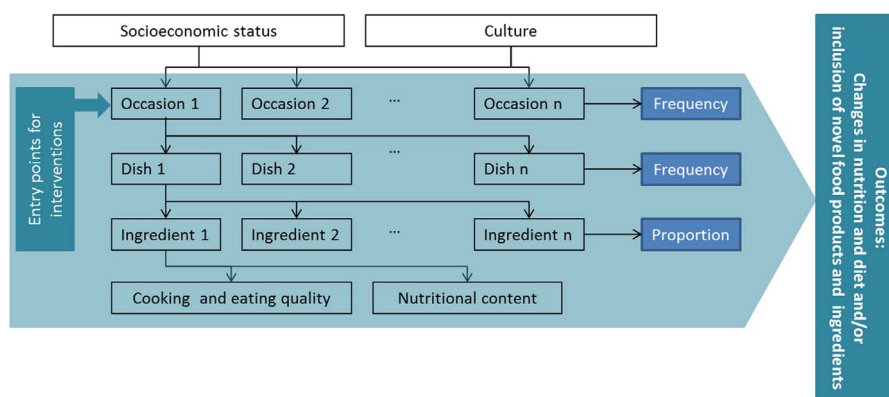 Socioeconomic status
Culture
Entry points for
interventions
Occasion 1
Occasion 2
...
Occasion n
Frequency
Dish 1
Dish 2
...
Dish n
Frequency
Ingredient 1
Ingredient 2
...
Ingredient n
Proportion
Cooking and eating quality
Nutritional content
Outcomes:
Changes in nutrition and diet and/or
inclusion of novel food products and ingredients